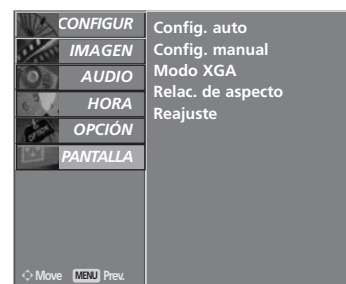 CONFIGUR
IMAGEN
AUDIO
HORA
OPCIÓN
PANTALLA
Config. auto
Config. manual
Modo XGA
Relac. de aspecto
Reajuste
Move MENU Prev.